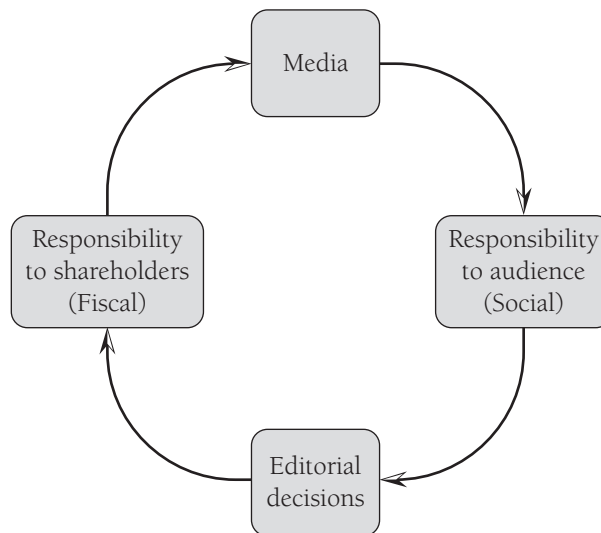 Media
Responsibility
to shareholders
(Fiscal)
Responsibility
to audience
(Social)
Editorial
decisions